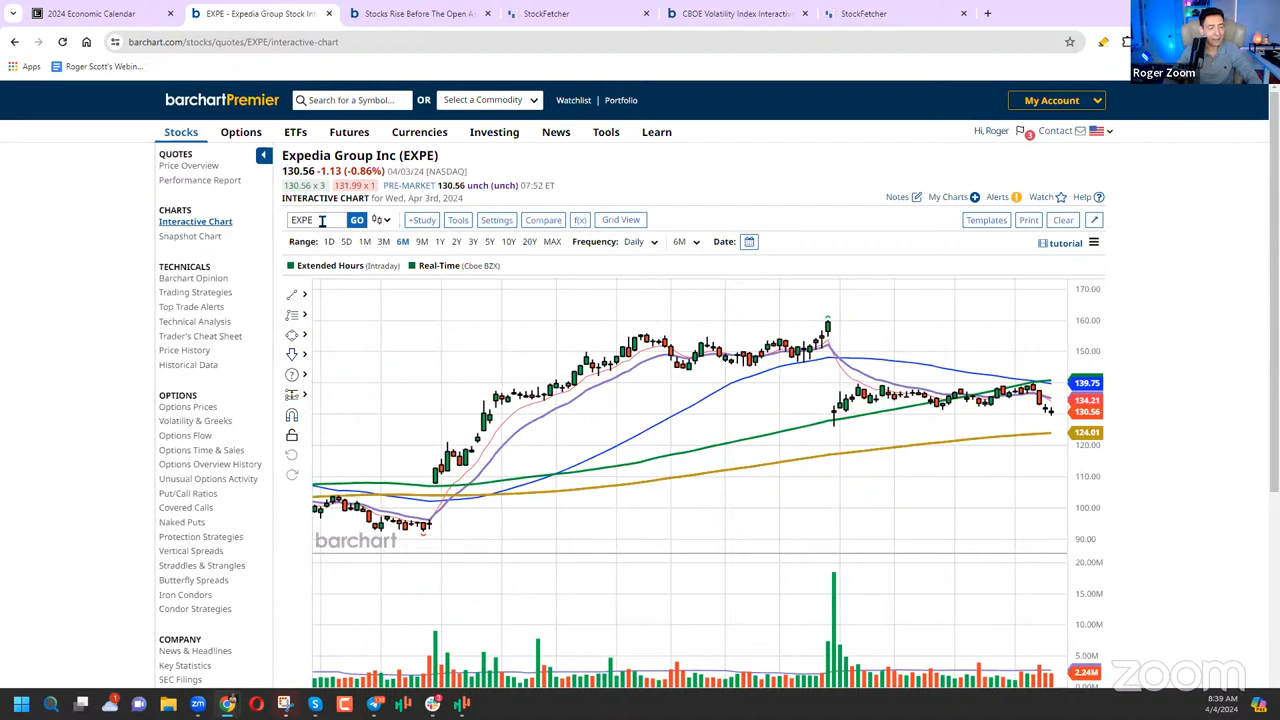 2024 Economic Calendar
EXPE - Expedia Group Stock Int
Stocks Rise Before The Open As
StockFetcher
CBOE Volatility Index Interactive
StockFetcher
barchart.com/stocks/quotes/EXPE/interactive-chart
Apps
Roger Scott's Webin...
Roger Zoom
barchartPremier
Search for a Symbol...
OR
Select a Commodity
Watchlist | Portfolio
My Account
Stocks Options ETFs Futures Currencies Investing News Tools Learn
Hi, Roger
3
Contact
QUOTES
Price Overview
Performance Report
CHARTS
Interactive Chart
Snapshot Chart
TECHNICALS
Barchart Opinion
Trading Strategies
Top Trade Alerts
Technical Analysis
Trader's Cheat Sheet
Price History
Historical Data
OPTIONS
Options Prices
Volatility & Greeks
Options Flow
Options Time & Sales
Options Overview History
Unusual Options Activity
Put/Call Ratios
Covered Calls
Naked Puts
Protection Strategies
Vertical Spreads
Straddles & Strangles
Butterfly Spreads
Iron Condors
Condor Strategies
COMPANY
News & Headlines
Key Statistics
SEC Filings
Expedia Group Inc (EXPE)
130.56 -1.13 (-0.86%) 04/03/24 [NASDAQ]
130.56 x 3 131.99 x 1 PRE-MARKET 130.56 unch (unch) 07:52 ET
INTERACTIVE CHART for Wed, Apr 3rd, 2024
Notes My Charts Alerts Watch Help
EXPE GO +Study Tools Settings Compare f(x) Grid View
Templates Print Clear
Range: 1D 5D 1M 3M 6M 9M 1Y 2Y 3Y 5Y 10Y 20Y MAX Frequency: Daily 6M Date:
tutorial
Extended Hours (Intraday) Real-Time (Cboe BZX)
170.00
160.00
150.00
139.75
134.21
130.56
124.01
120.00
110.00
100.00
90.00
barchart
20.00M
15.00M
10.00M
5.00M
2.24M
0.00M
zoom
1
3
8:39 AM
4/4/2024